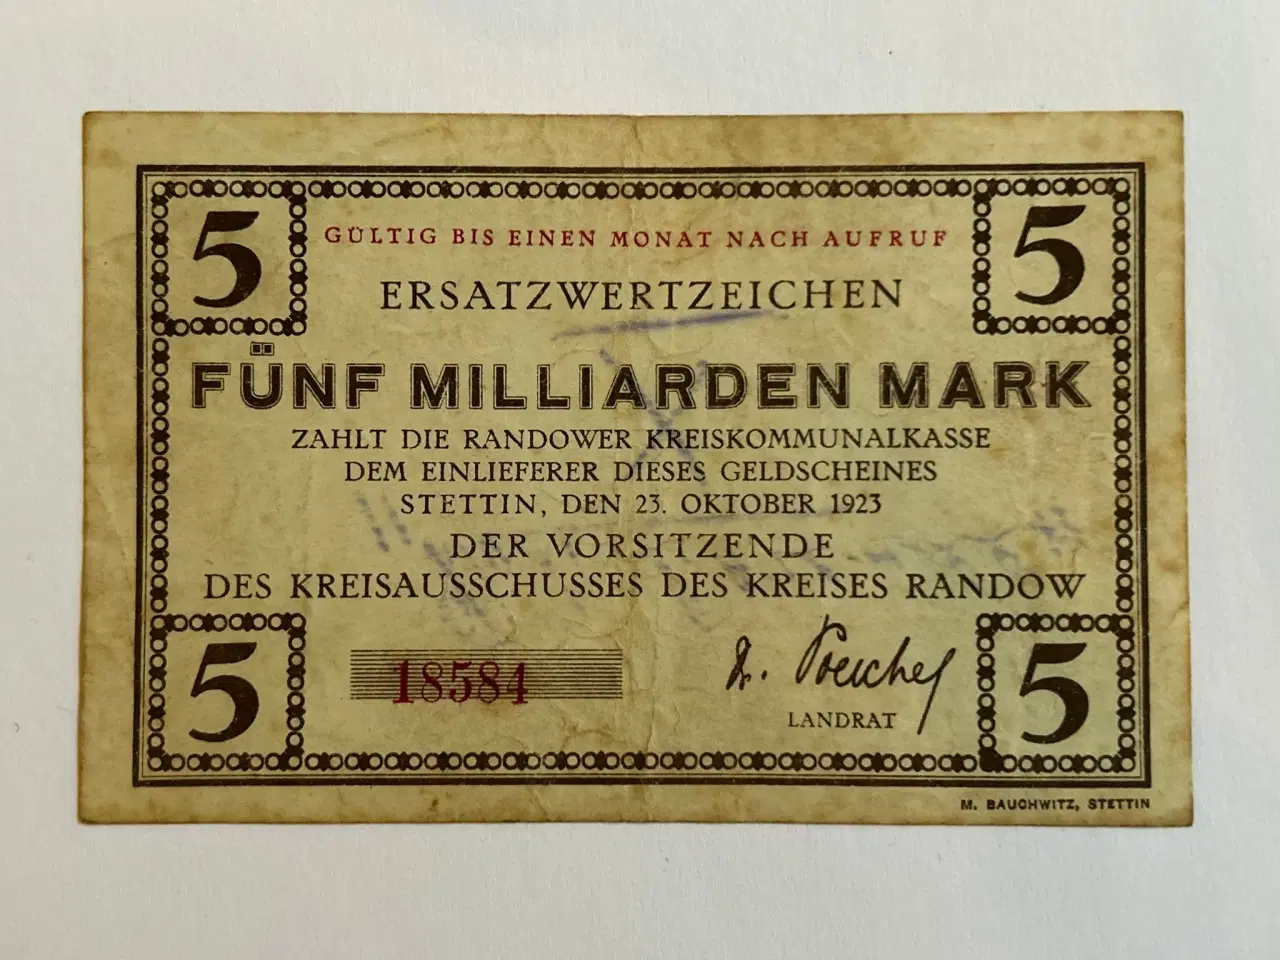 5 5
GÜLTIG BIS EINEN MONAT NACH AUFRUF
ERSATZWERTZEICHEN
FÜNF MILLIARDEN MARK
ZAHLT DIE RANDOWER KREISKOMMUNALKASSE
DEM EINLIEFERER DIESES GELDSCHEINES
STETTIN, DEN 23. OKTOBER 1923
DER VORSITZENDE
DES KREISAUSSCHUSSES DES KREISES RANDOW
5 18584 5
LANDRAT
M. BAUCHWITZ, STETTIN